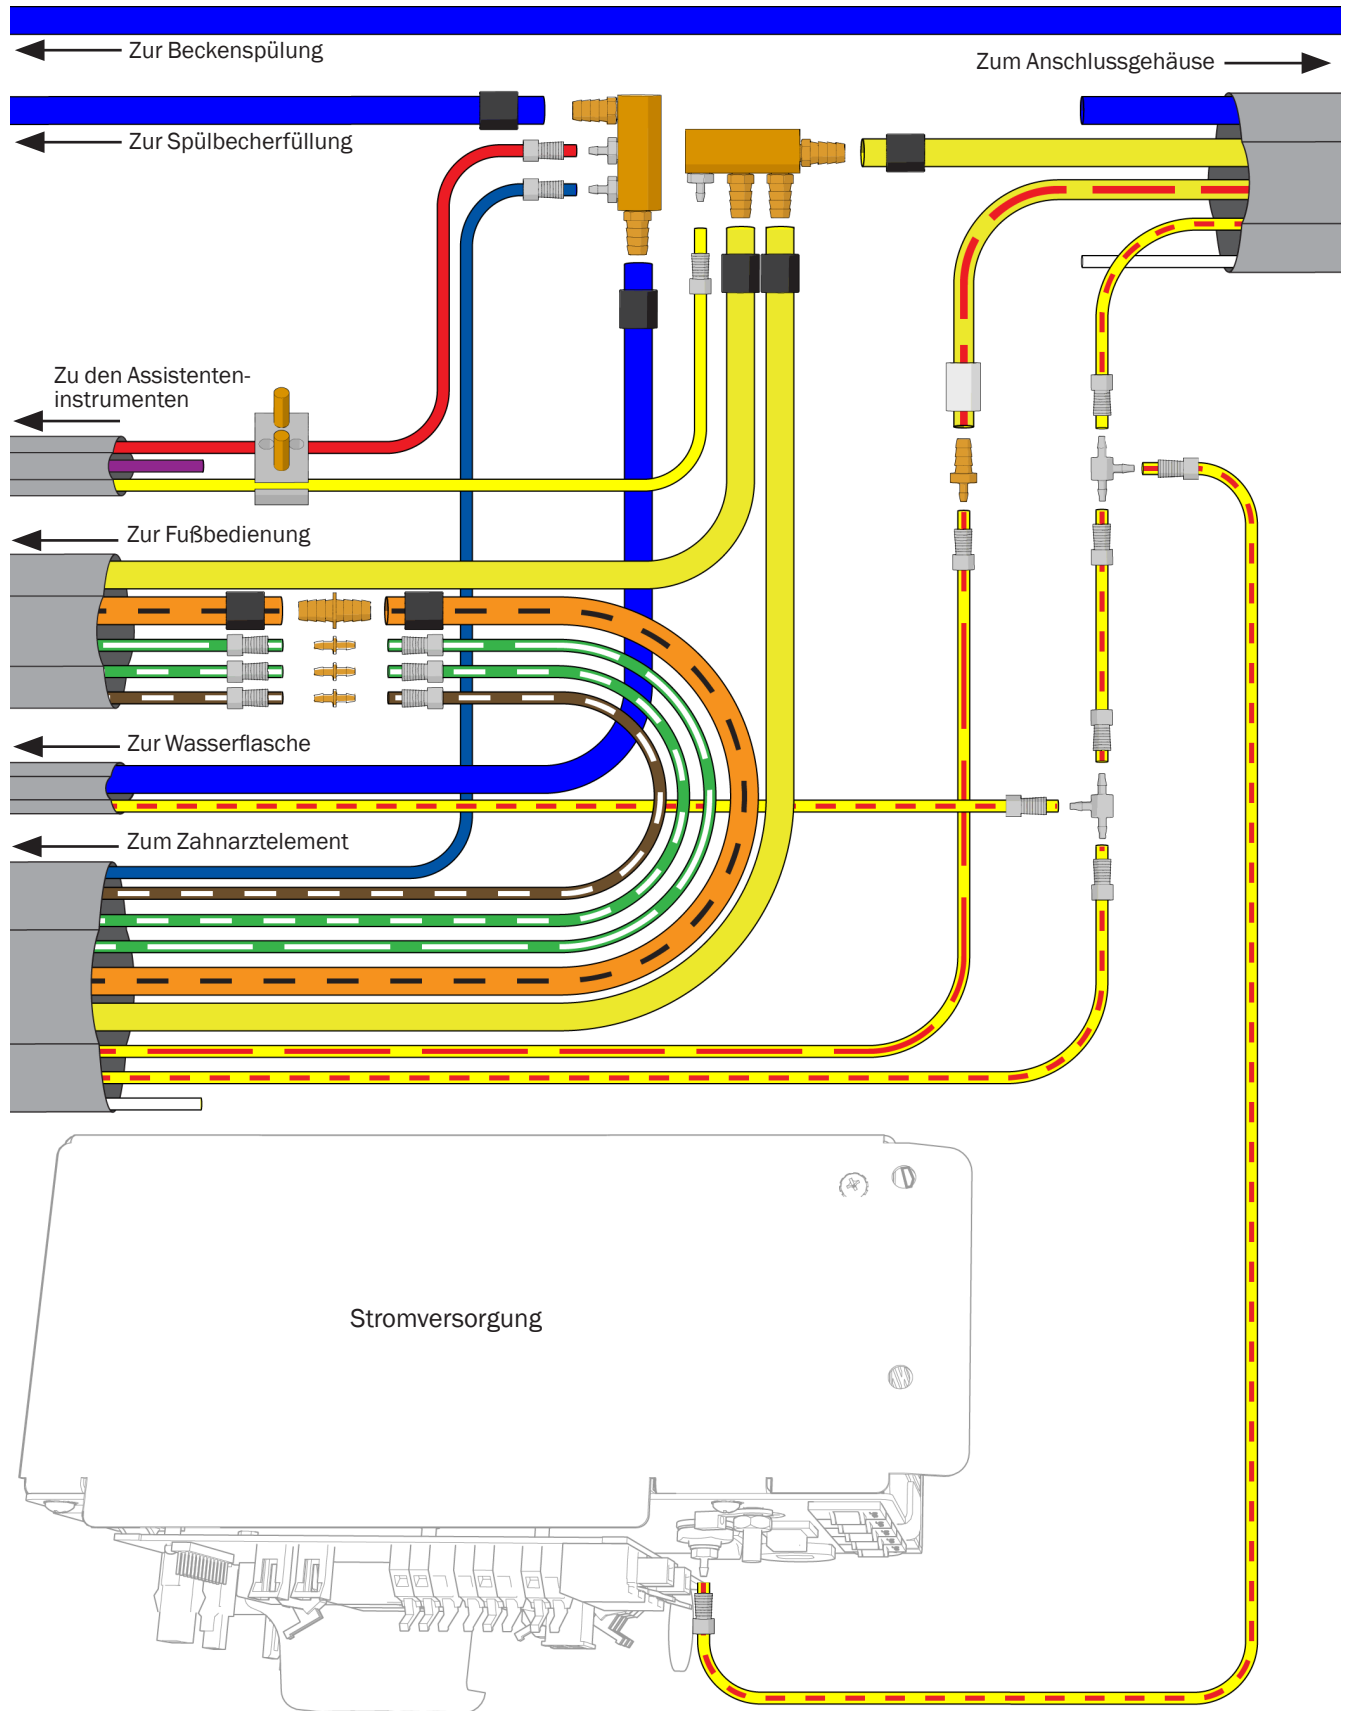 Zur Beckenspülung
Zum Anschlussgehäuse
Zur Spülbecherfüllung
Zu den Assistenten-
instrumenten
Zur Fußbedienung
Zur Wasserflasche
Zum Zahnarztelement
Stromversorgung